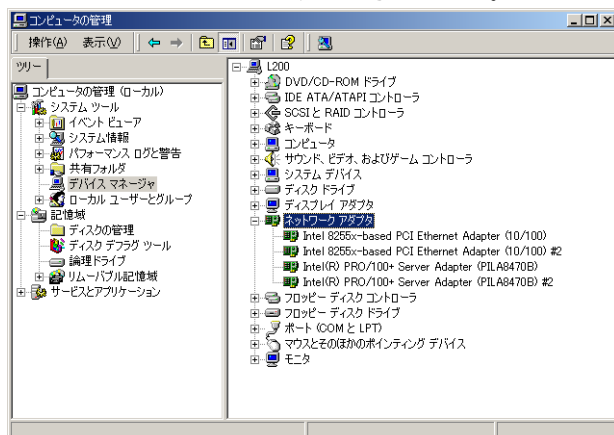 コンピュータの管理
操作(A) 表示(V)
ツリー
コンピュータの管理 (ローカル)
システム ツール
イベント ビューア
システム情報
パフォーマンス ログと警告
共有フォルダ
デバイス マネージャ
ローカル ユーザーとグループ
記憶域
ディスクの管理
ディスク デフラグ ツール
論理ドライブ
リムーバブル記憶域
サービスとアプリケーション
L200
DVD/CD-ROM ドライブ
IDE ATA/ATAPI コントローラ
SCSI と RAID コントローラ
キーボード
コンピュータ
サウンド、ビデオ、およびゲーム コントローラ
システム デバイス
ディスク ドライブ
ディスプレイ アダプタ
ネットワーク アダプタ
Intel 8255x-based PCI Ethernet Adapter (10/100)
Intel 8255x-based PCI Ethernet Adapter (10/100) #2
Intel(R) PRO/100+ Server Adapter (PILA8470B)
Intel(R) PRO/100+ Server Adapter (PILA8470B) #2
フロッピー ディスク コントローラ
フロッピー ディスク ドライブ
ポート (COM と LPT)
マウスとそのほかのポインティング デバイス
モニタ